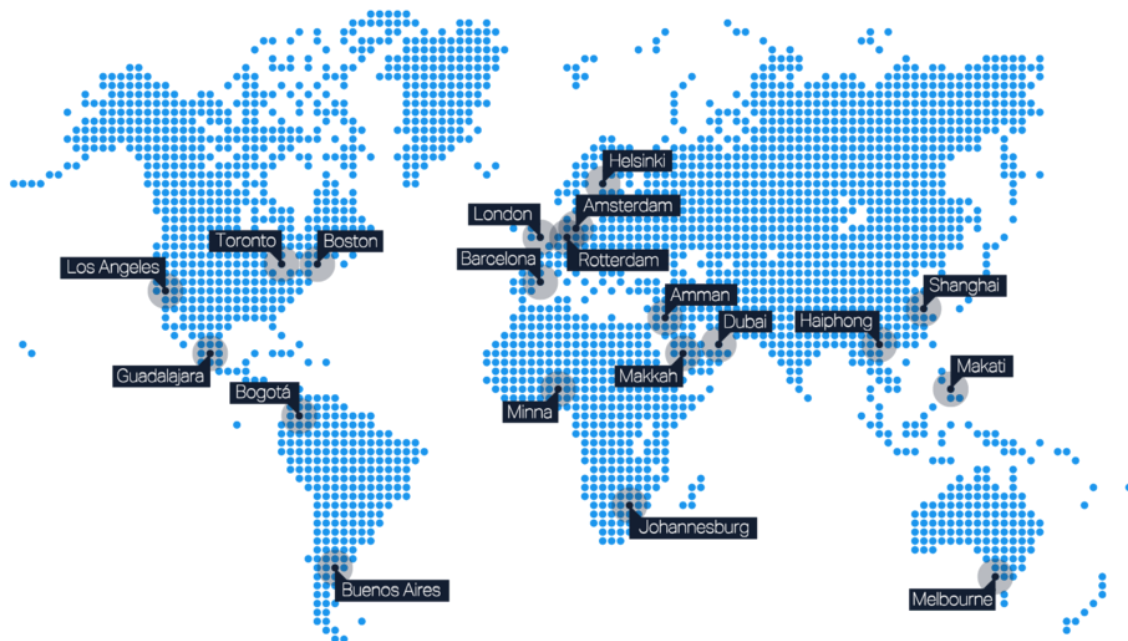 Helsinki
London
Amsterdam
Toronto
Boston
Barcelona
Rotterdam
Los Angeles
Amman
Shanghai
Dubai
Haiphong
Guadalajara
Makkah
Makati
Bogotá
Minna
Johannesburg
Buenos Aires
Melbourne